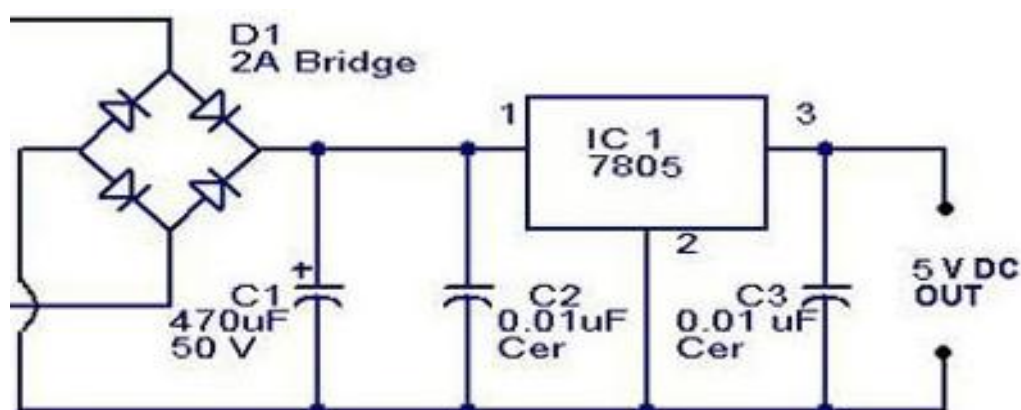 D1
2A Bridge
1
IC 1
7805
3
2
+
C1
470uF
50 V
C2
0.01uF
Cer
C3
0.01 uF
Cer
5 V DC
OUT